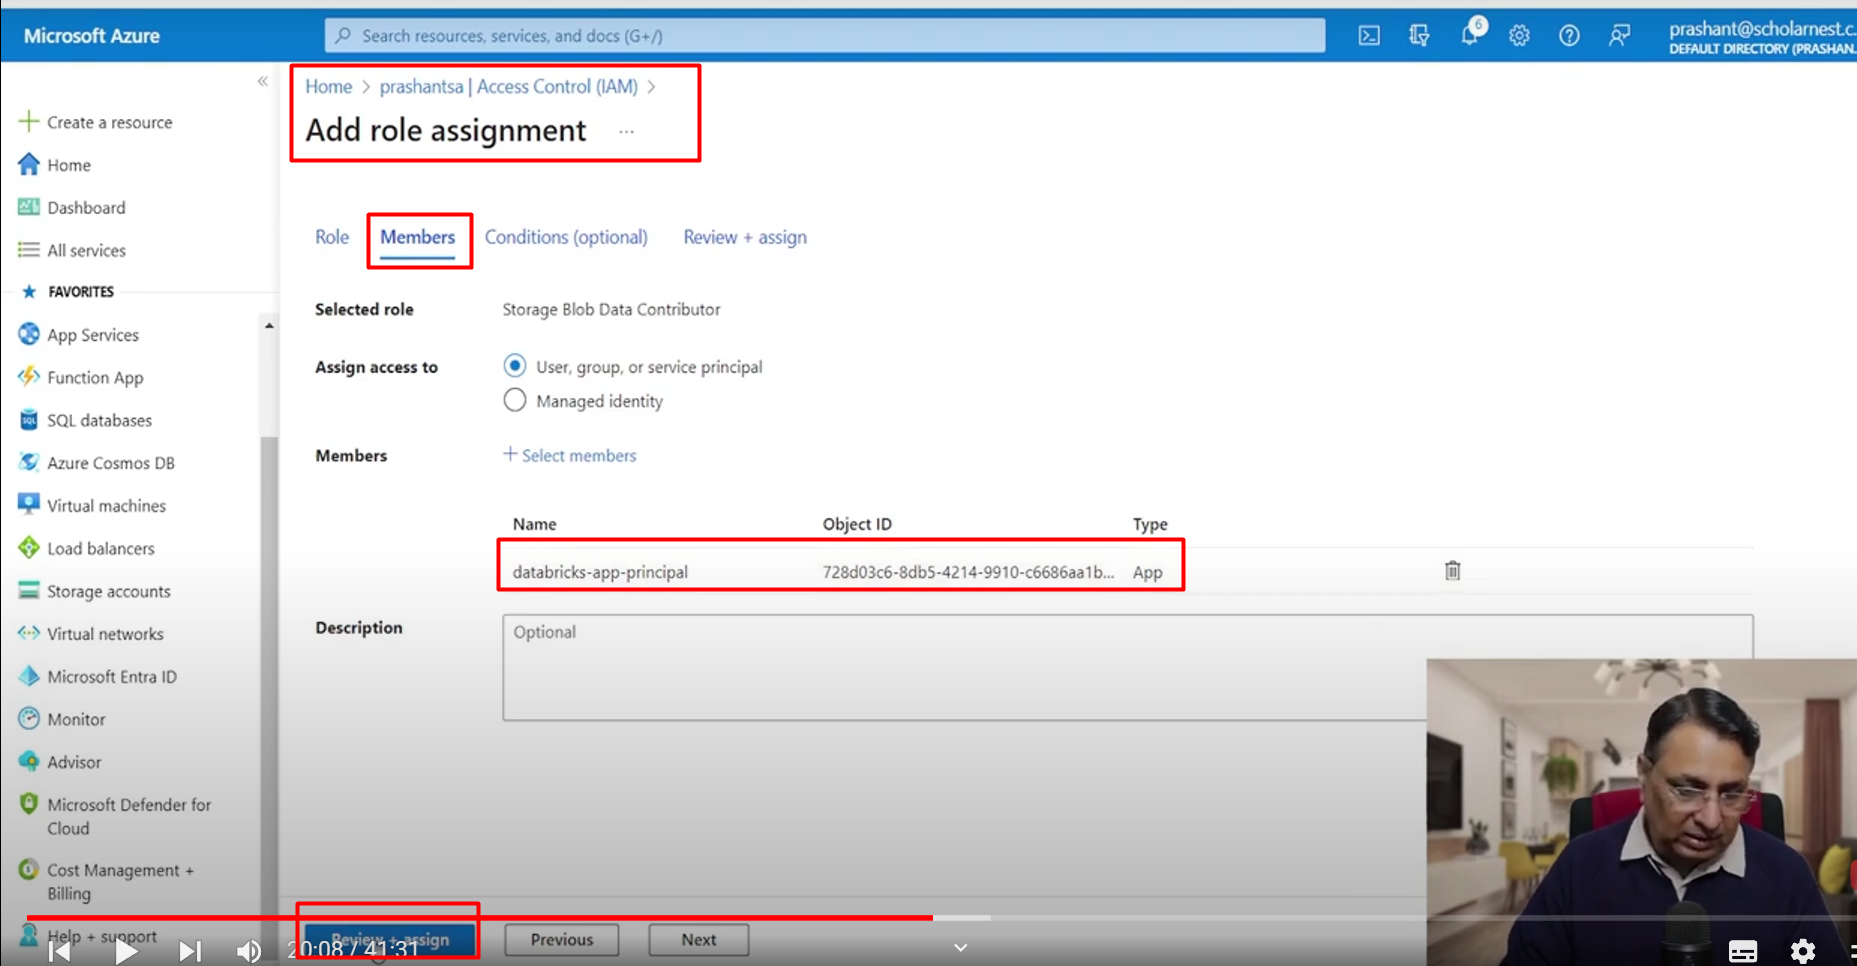 Microsoft Azure
Search resources, services, and docs (G+/)
6
prashant@scholarnest.c...
DEFAULT DIRECTORY (PRASHAN...
Home > prashantsa | Access Control (IAM) >
Add role assignment ...
Create a resource
Home
Dashboard
All services
FAVORITES
App Services
Function App
SQL databases
Azure Cosmos DB
Virtual machines
Load balancers
Storage accounts
Virtual networks
Microsoft Entra ID
Monitor
Advisor
Microsoft Defender for
Cloud
Cost Management +
Billing
Help + support
Role Members Conditions (optional) Review + assign
Selected role Storage Blob Data Contributor
Assign access to User, group, or service principal
Managed identity
Members + Select members
Name Object ID Type
databricks-app-principal 728d03c6-8db5-4214-9910-c6686aa1b... App
Description Optional
Review + assign Previous Next
20:08 / 41:31